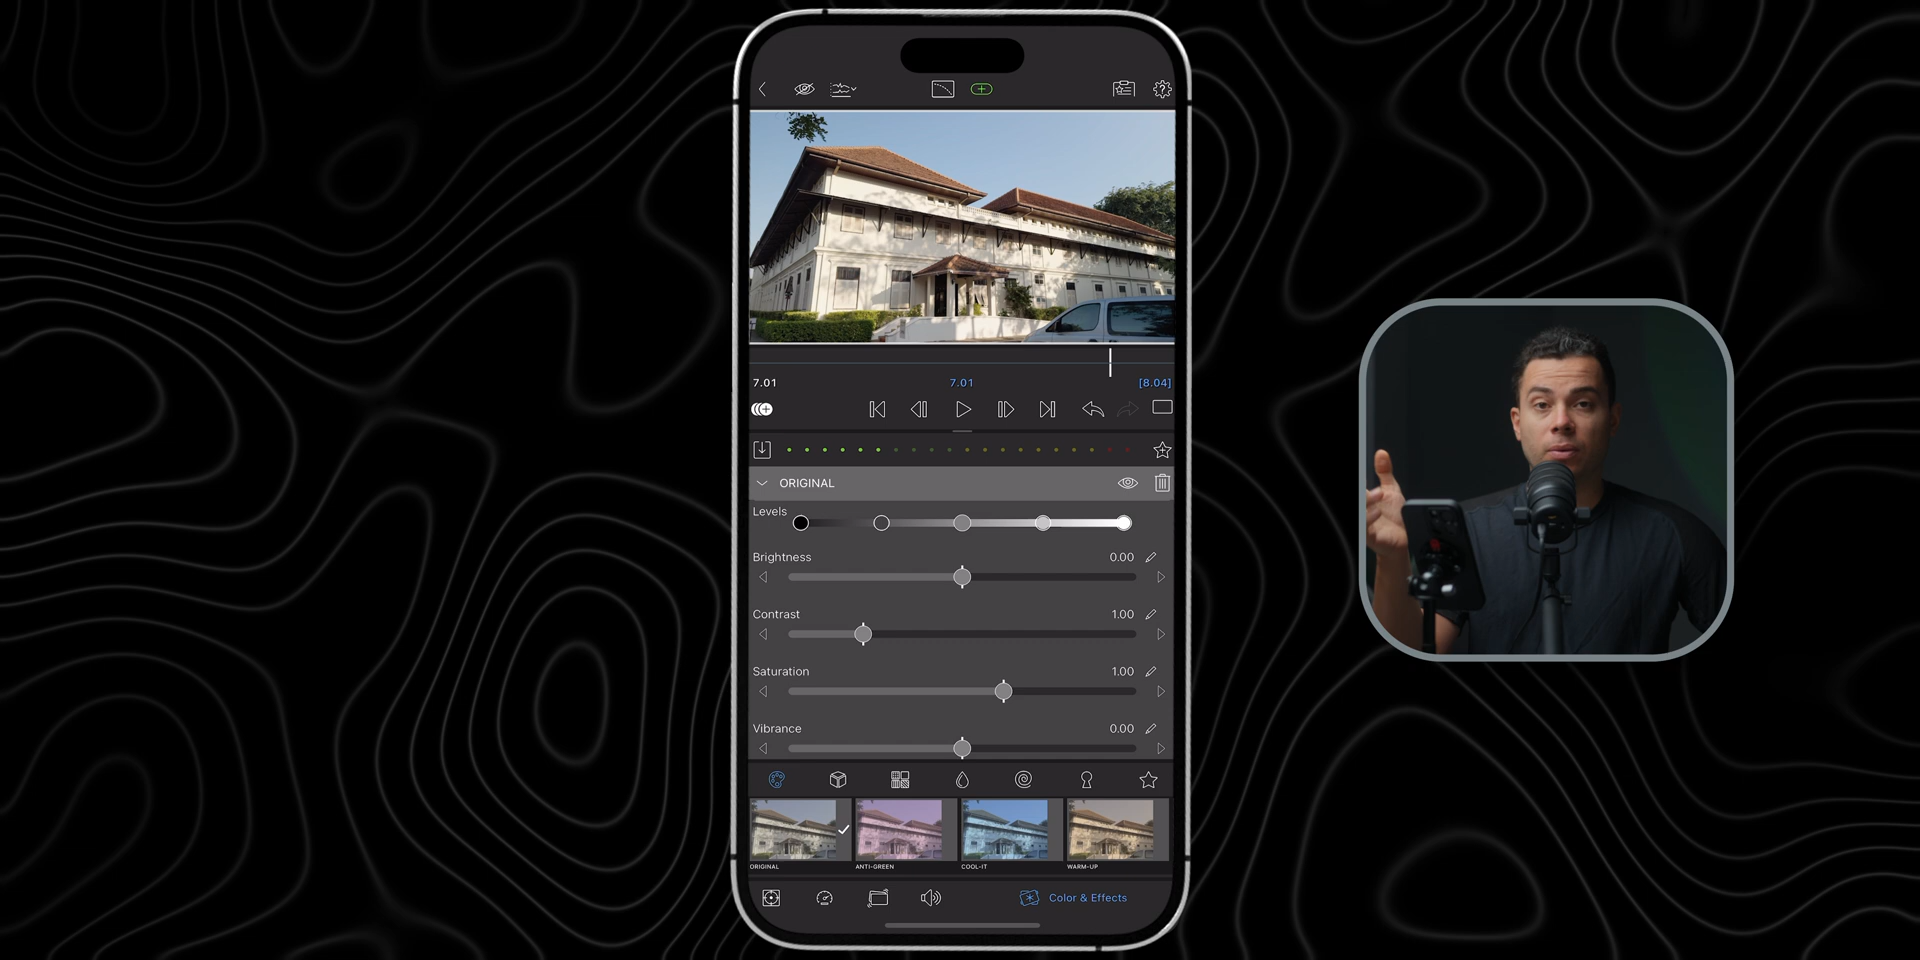 7.01 7.01 [8.04]
ORIGINAL
Levels
Brightness 0.00
Contrast 1.00
Saturation 1.00
Vibrance 0.00
ORIGINAL ANTI-GREEN COOL-IT WARM-UP
Color & Effects